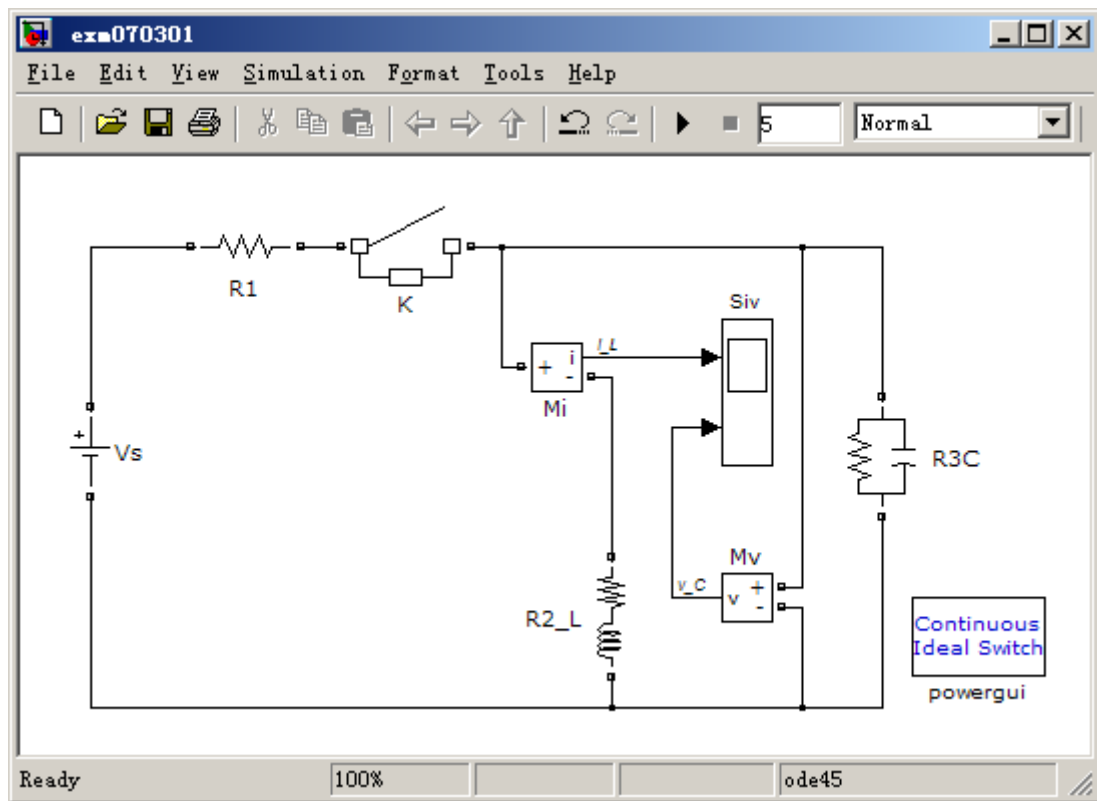 exm070301
File Edit View Simulation Format Tools Help
5 Normal
R1
K
Siv
+ i I_L
-
Mi
+
Vs
R3C
Mv
v_C v +
-
R2_L
Continuous
Ideal Switch
powergui
Ready 100% ode45